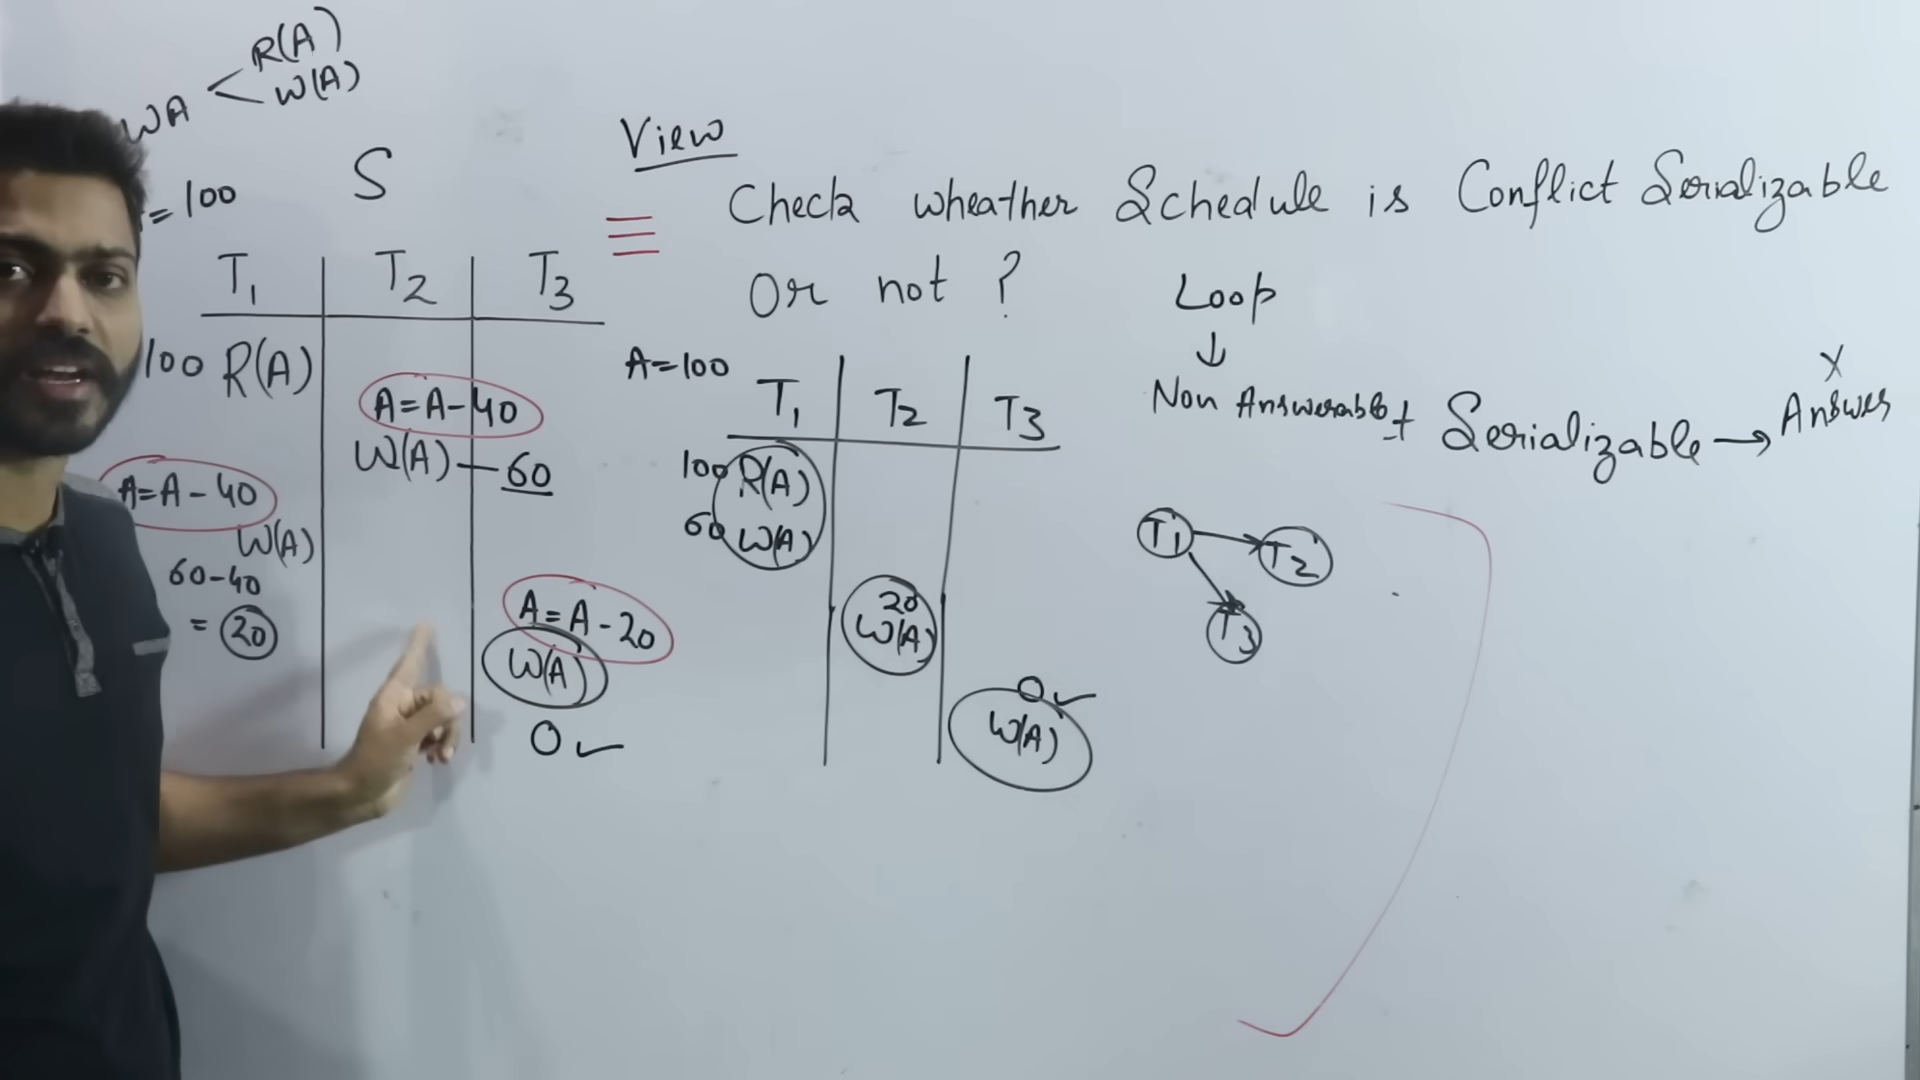 R(A)
WA < W(A)
= 100
S
T1 T2 T3
100 R(A)
A=A-40
W(A) — 60
A=A-40
W(A)
60-40
= 20
A=A-20
W(A)
0 ✓
View
≡ Check wheather Schedule is Conflict Serializable
Or not ?
Loop
↓
Non Answerable
Serializable → Answer
X
A=100
T1 T2 T3
100 R(A)
60 W(A)
20
W(A)
0 ✓
W(A)
T1 → T2
T3